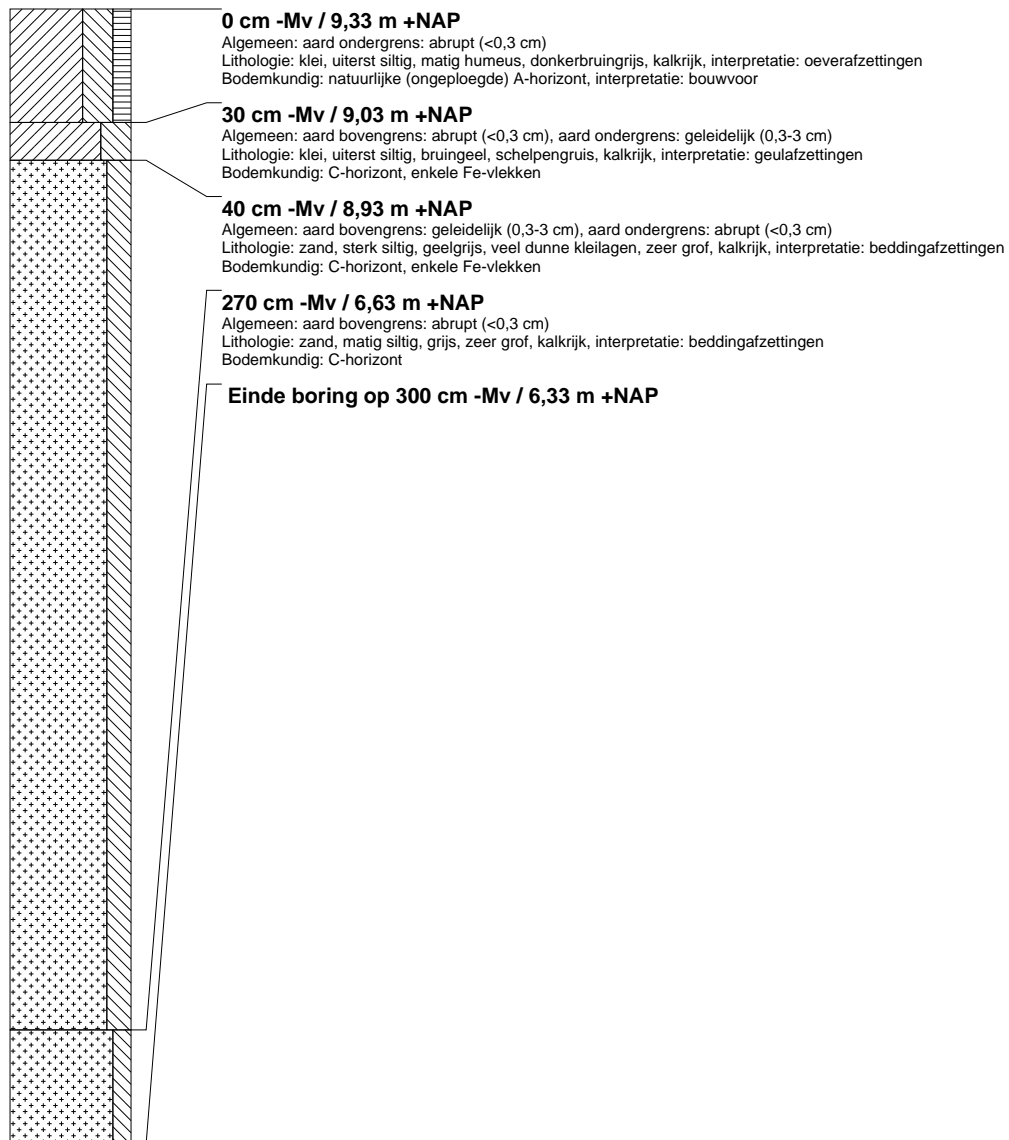 0 cm -Mv / 9,33 m +NAP
Algemeen: aard ondergrens: abrupt (<0,3 cm)
Lithologie: klei, uiterst siltig, matig humeus, donkerbruingrijs, kalkrijk, interpretatie: oeverafzettingen
Bodemkundig: natuurlijke (ongeploegde) A-horizont, interpretatie: bouwvoor
30 cm -Mv / 9,03 m +NAP
Algemeen: aard bovengrens: abrupt (<0,3 cm), aard ondergrens: geleidelijk (0,3-3 cm)
Lithologie: klei, uiterst siltig, bruingeel, schelpengruis, kalkrijk, interpretatie: geulafzettingen
Bodemkundig: C-horizont, enkele Fe-vlekken
40 cm -Mv / 8,93 m +NAP
Algemeen: aard bovengrens: geleidelijk (0,3-3 cm), aard ondergrens: abrupt (<0,3 cm)
Lithologie: zand, sterk siltig, geelgrijs, veel dunne kleilagen, zeer grof, kalkrijk, interpretatie: beddingafzettingen
Bodemkundig: C-horizont, enkele Fe-vlekken
270 cm -Mv / 6,63 m +NAP
Algemeen: aard bovengrens: abrupt (<0,3 cm)
Lithologie: zand, matig siltig, grijs, zeer grof, kalkrijk, interpretatie: beddingafzettingen
Bodemkundig: C-horizont
Einde boring op 300 cm -Mv / 6,33 m +NAP